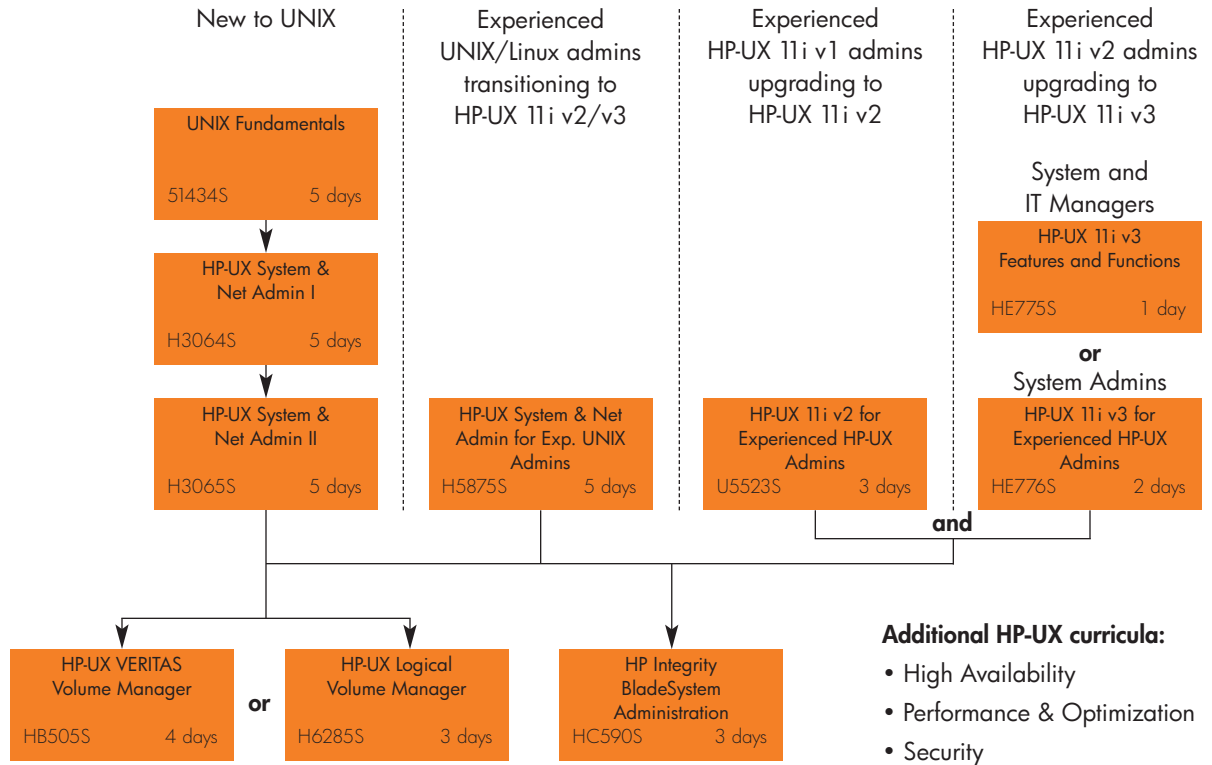 New to UNIX
Experienced
UNIX/Linux admins
transitioning to
HP-UX 11i v2/v3
Experienced
HP-UX 11i v1 admins
upgrading to
HP-UX 11i v2
Experienced
HP-UX 11i v2 admins
upgrading to
HP-UX 11i v3
UNIX Fundamentals
51434S 5 days
System and
IT Managers
HP-UX System &
Net Admin I
H3064S 5 days
HP-UX 11i v3
Features and Functions
HE775S 1 day
or
System Admins
HP-UX System &
Net Admin II
H3065S 5 days
HP-UX System & Net
Admin for Exp. UNIX
Admins
H5875S 5 days
HP-UX 11i v2 for
Experienced HP-UX
Admins
U5523S 3 days
HP-UX 11i v3 for
Experienced HP-UX
Admins
HE776S 2 days
and
HP-UX VERITAS
Volume Manager
HB505S 4 days
or
HP-UX Logical
Volume Manager
H6285S 3 days
HP Integrity
BladeSystem
Administration
HC590S 3 days
Additional HP-UX curricula:
• High Availability
• Performance & Optimization
• Security